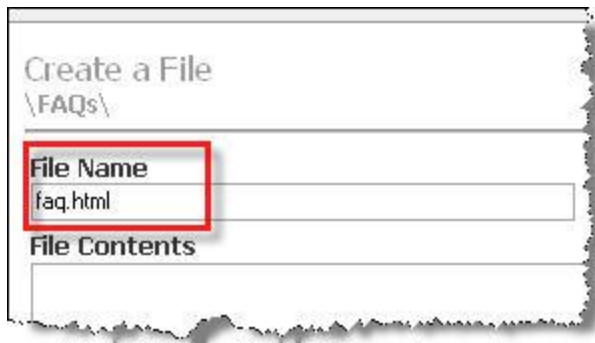 Create a File
\FAQs\
File Name
faq.html
File Contents